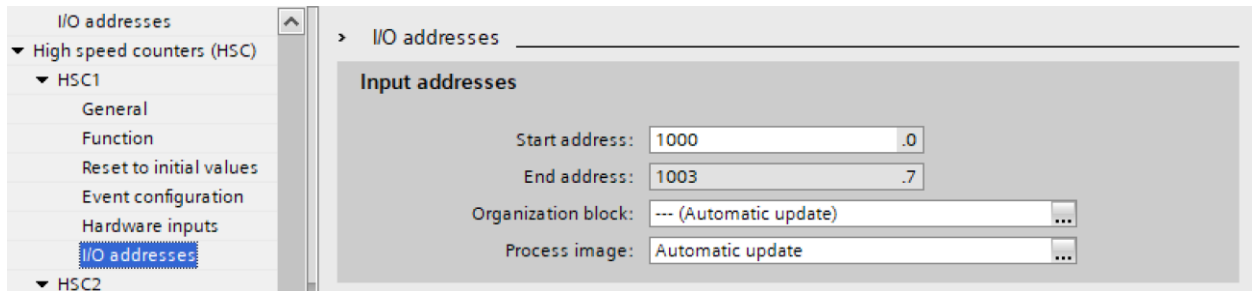 I/O addresses
High speed counters (HSC)
HSC1
General
Function
Reset to initial values
Event configuration
Hardware inputs
I/O addresses
HSC2
I/O addresses
Input addresses
Start address: 1000 .0
End address: 1003 .7
Organization block: --- (Automatic update) ...
Process image: Automatic update ...